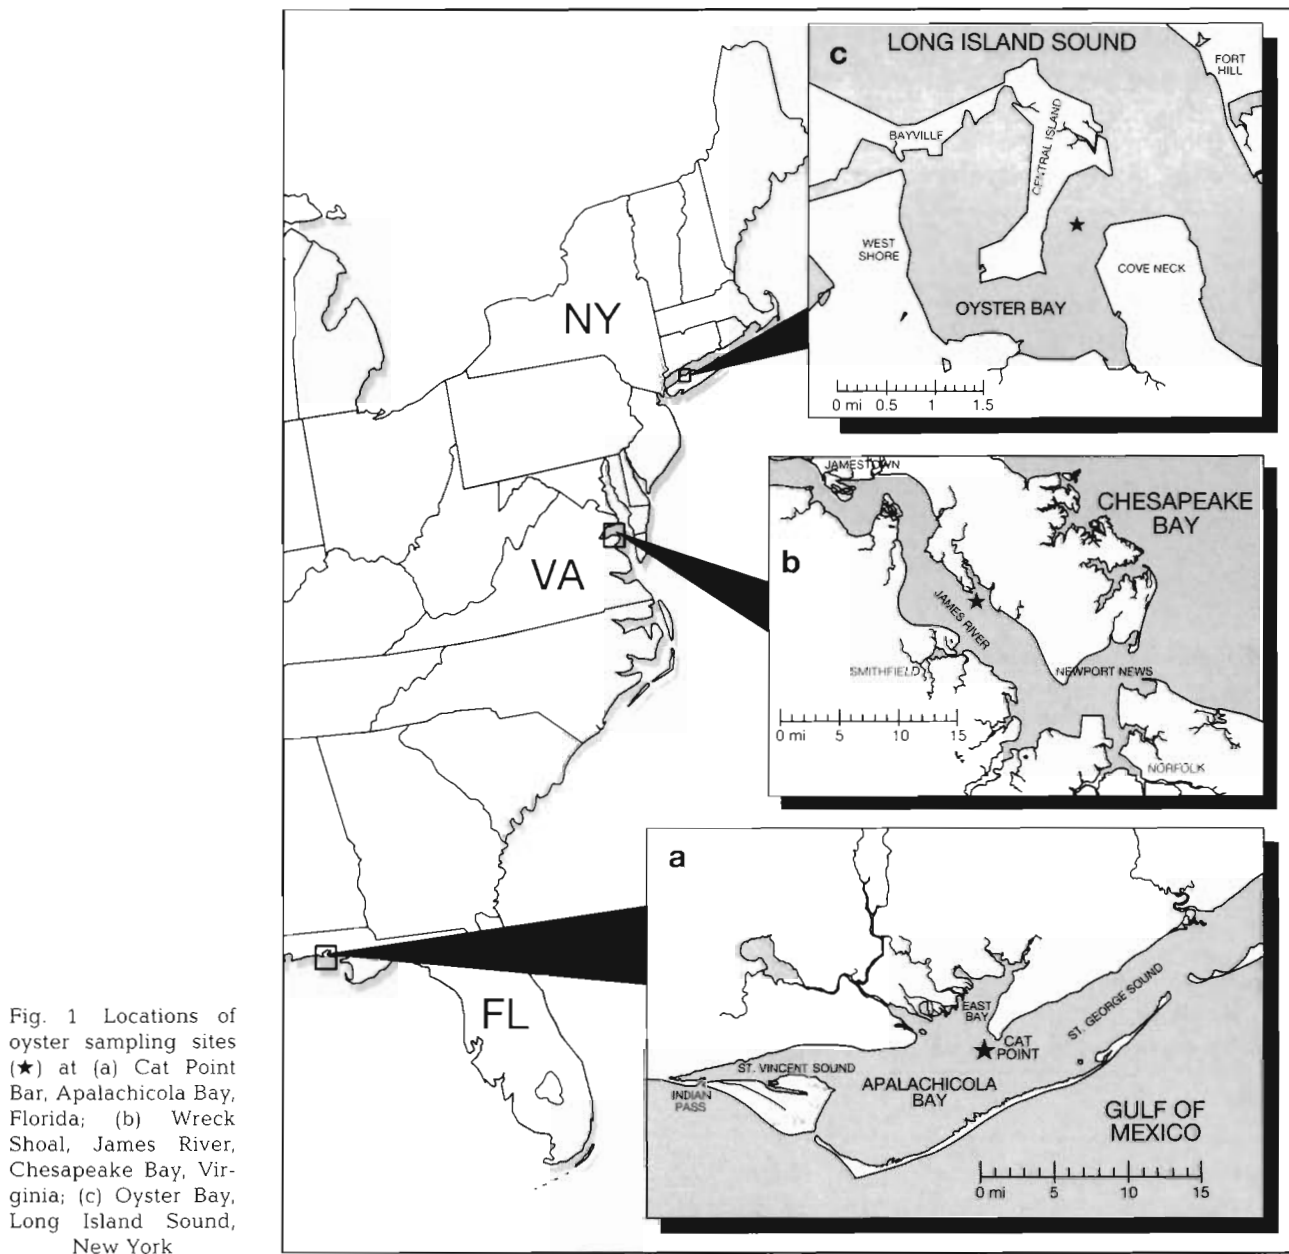 NY
VA
FL
c
LONG ISLAND SOUND
FORT
HILL
BAYVILLE
CENTRAL ISLAND
WEST
SHORE
COVE NECK
OYSTER BAY
0 mi 0.5 1 1.5
JAMESTOWN
CHESAPEAKE
BAY
b
JAMES RIVER
SMITHFIELD
NEWPORT NEWS
0 mi 5 10 15
NORFOLK
a
EAST
BAY
ST. GEORGE SOUND
CAT
POINT
ST. VINCENT SOUND
APALACHICOLA
BAY
INDIAN
PASS
GULF OF
MEXICO
0 mi 5 10 15
Fig. 1 Locations of
oyster sampling sites
(★) at (a) Cat Point
Bar, Apalachicola Bay,
Florida; (b) Wreck
Shoal, James River,
Chesapeake Bay, Vir-
ginia; (c) Oyster Bay,
Long Island Sound,
New York